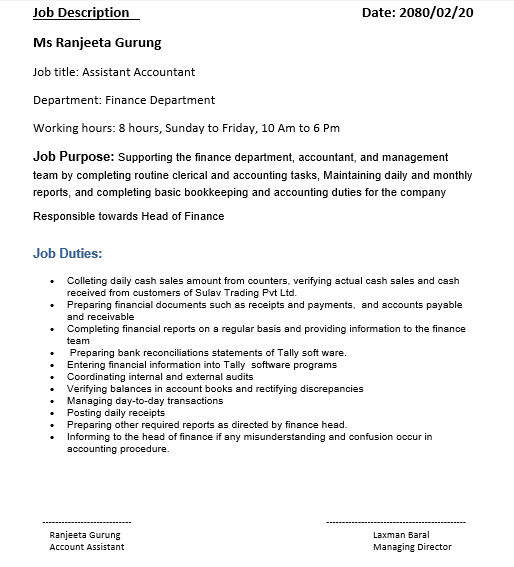 Job Description Date: 2080/02/20
Ms Ranjeeta Gurung
Job title: Assistant Accountant
Department: Finance Department
Working hours: 8 hours, Sunday to Friday, 10 Am to 6 Pm
Job Purpose: Supporting the finance department, accountant, and management
team by completing routine clerical and accounting tasks, Maintaining daily and monthly
reports, and completing basic bookkeeping and accounting duties for the company
Responsible towards Head of Finance
Job Duties:
• Colleting daily cash sales amount from counters, verifying actual cash sales and cash
received from customers of Sulav Trading Pvt Ltd.
• Preparing financial documents such as receipts and payments, and accounts payable
and receivable
• Completing financial reports on a regular basis and providing information to the finance
team
• Preparing bank reconciliations statements of Tally soft ware.
• Entering financial information into Tally software programs
• Coordinating internal and external audits
• Verifying balances in account books and rectifying discrepancies
• Managing day-to-day transactions
• Posting daily receipts
• Preparing other required reports as directed by finance head.
• Informing to the head of finance if any misunderstanding and confusion occur in
accounting procedure.
Ranjeeta Gurung Laxman Baral
Account Assistant Managing Director